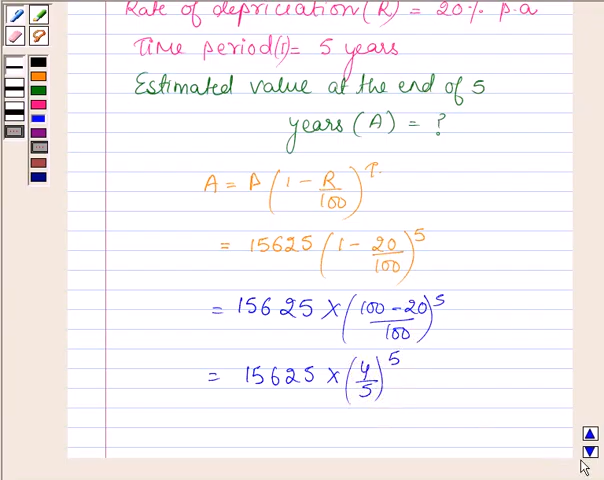 Rate of depriciation (R) = 20% p.a
Time period (T) = 5 years
Estimated value at the end of 5
years (A) = ?
A = P (1 - R/100)^T
= 15625 (1 - 20/100)^5
= 15625 × (100 - 20/100)^5
= 15625 × (4/5)^5